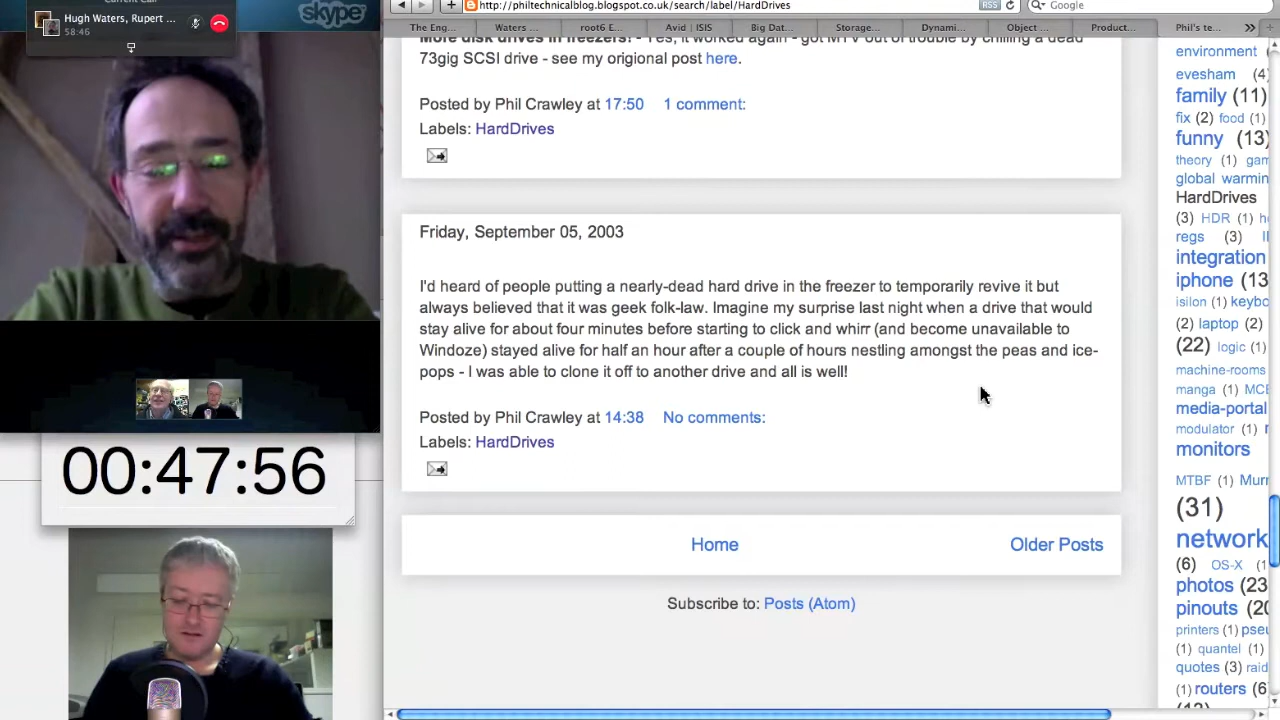 Current Call
Hugh Waters, Rupert ...
58:46
skype
00:47:56
http://philtechnicalblog.blogspot.co.uk/search/label/HardDrives
RSS
Google
The Eng...
Waters ...
root6 E...
Avid | ISIS
Big Dat...
Storage...
Dynami...
Object ...
Product...
Phil's te...
More disk drives in freezers! - Yes, it worked again - got MTV out of trouble by chilling a dead
73gig SCSI drive - see my origional post here.
Posted by Phil Crawley at 17:50 1 comment:
Labels: HardDrives
Friday, September 05, 2003
I'd heard of people putting a nearly-dead hard drive in the freezer to temporarily revive it but
always believed that it was geek folk-law. Imagine my surprise last night when a drive that would
stay alive for about four minutes before starting to click and whirr (and become unavailable to
Windoze) stayed alive for half an hour after a couple of hours nestling amongst the peas and ice-
pops - I was able to clone it off to another drive and all is well!
Posted by Phil Crawley at 14:38 No comments:
Labels: HardDrives
Home
Older Posts
Subscribe to: Posts (Atom)
environment
evesham (4)
family (11)
fix (2) food (1)
funny (13)
theory (1) gam
global warmin
HardDrives
(3) HDR (1) h
regs (3)
integration
iphone (13
isilon (1) keybo
(2) laptop (2)
(22) logic (1)
machine-rooms
manga (1) MCE
media-portal
modulator (1)
monitors
MTBF (1) Murr
(31)
network
(6) OS-X (1
photos (23
pinouts (20
printers (1) pseu
(1) quantel (1)
quotes (3) raid
(1) routers (6